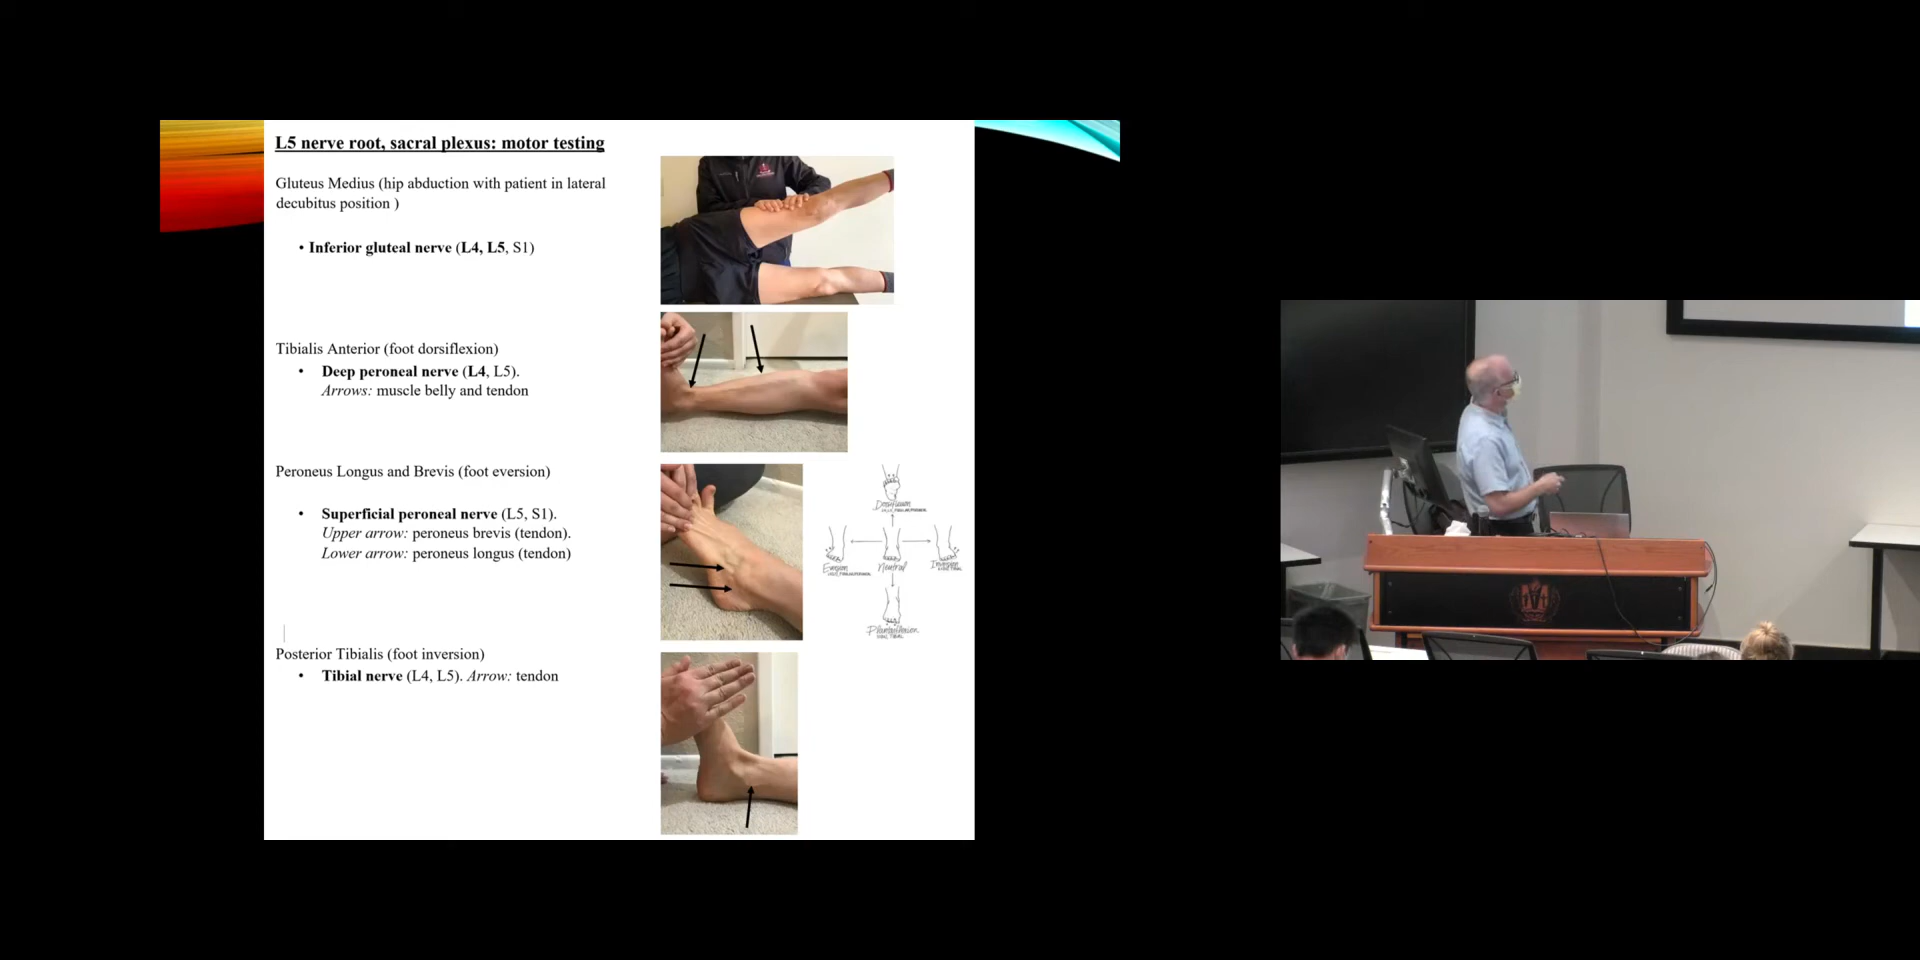 L5 nerve root, sacral plexus: motor testing
Gluteus Medius (hip abduction with patient in lateral
decubitus position )
• Inferior gluteal nerve (L4, L5, S1)
Tibialis Anterior (foot dorsiflexion)
• Deep peroneal nerve (L4, L5).
Arrows: muscle belly and tendon
Peroneus Longus and Brevis (foot eversion)
• Superficial peroneal nerve (L5, S1).
Upper arrow: peroneus brevis (tendon).
Lower arrow: peroneus longus (tendon)
Dorsiflexion
Eversion
Neutral
Inversion
Plantarflexion
Posterior Tibialis (foot inversion)
• Tibial nerve (L4, L5). Arrow: tendon